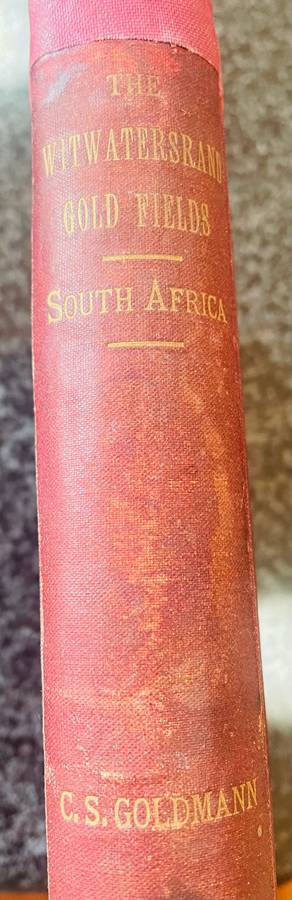 THE
WITWATERSRAND
GOLD FIELDS
SOUTH AFRICA
C. S. GOLDMANN